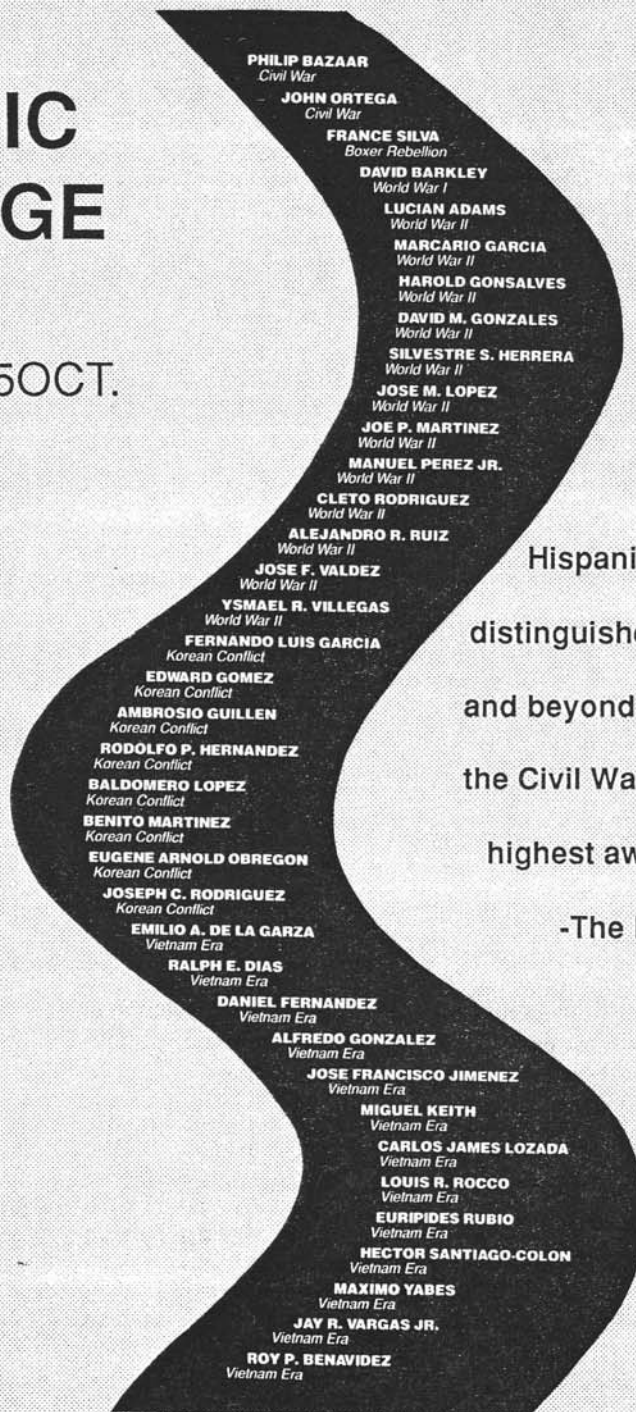 IC
GE
5OCT.
PHILIP BAZAAR
Civil War
JOHN ORTEGA
Civil War
FRANCE SILVA
Boxer Rebellion
DAVID BARKLEY
World War I
LUCIAN ADAMS
World War II
MARCARIO GARCIA
World War II
HAROLD GONSALVES
World War II
DAVID M. GONZALES
World War II
SILVESTRE S. HERRERA
World War II
JOSE M. LOPEZ
World War II
JOE P. MARTINEZ
World War II
MANUEL PEREZ JR.
World War II
CLETO RODRIGUEZ
World War II
ALEJANDRO R. RUIZ
World War II
JOSE F. VALDEZ
World War II
YSMAEL R. VILLEGAS
World War II
FERNANDO LUIS GARCIA
Korean Conflict
EDWARD GOMEZ
Korean Conflict
AMBROSIO GUILLEN
Korean Conflict
RODOLFO P. HERNANDEZ
Korean Conflict
BALDOMERO LOPEZ
Korean Conflict
BENITO MARTINEZ
Korean Conflict
EUGENE ARNOLD OBREGON
Korean Conflict
JOSEPH C. RODRIGUEZ
Korean Conflict
EMILIO A. DE LA GARZA
Vietnam Era
RALPH E. DIAS
Vietnam Era
DANIEL FERNANDEZ
Vietnam Era
ALFREDO GONZALEZ
Vietnam Era
JOSE FRANCISCO JIMENEZ
Vietnam Era
MIGUEL KEITH
Vietnam Era
CARLOS JAMES LOZADA
Vietnam Era
LOUIS R. ROCCO
Vietnam Era
EURIPIDES RUBIO
Vietnam Era
HECTOR SANTIAGO-COLON
Vietnam Era
MAXIMO YABES
Vietnam Era
JAY R. VARGAS JR.
Vietnam Era
ROY P. BENAVIDEZ
Vietnam Era
Hispani
distinguishe
and beyond
the Civil Wa
highest aw
-The